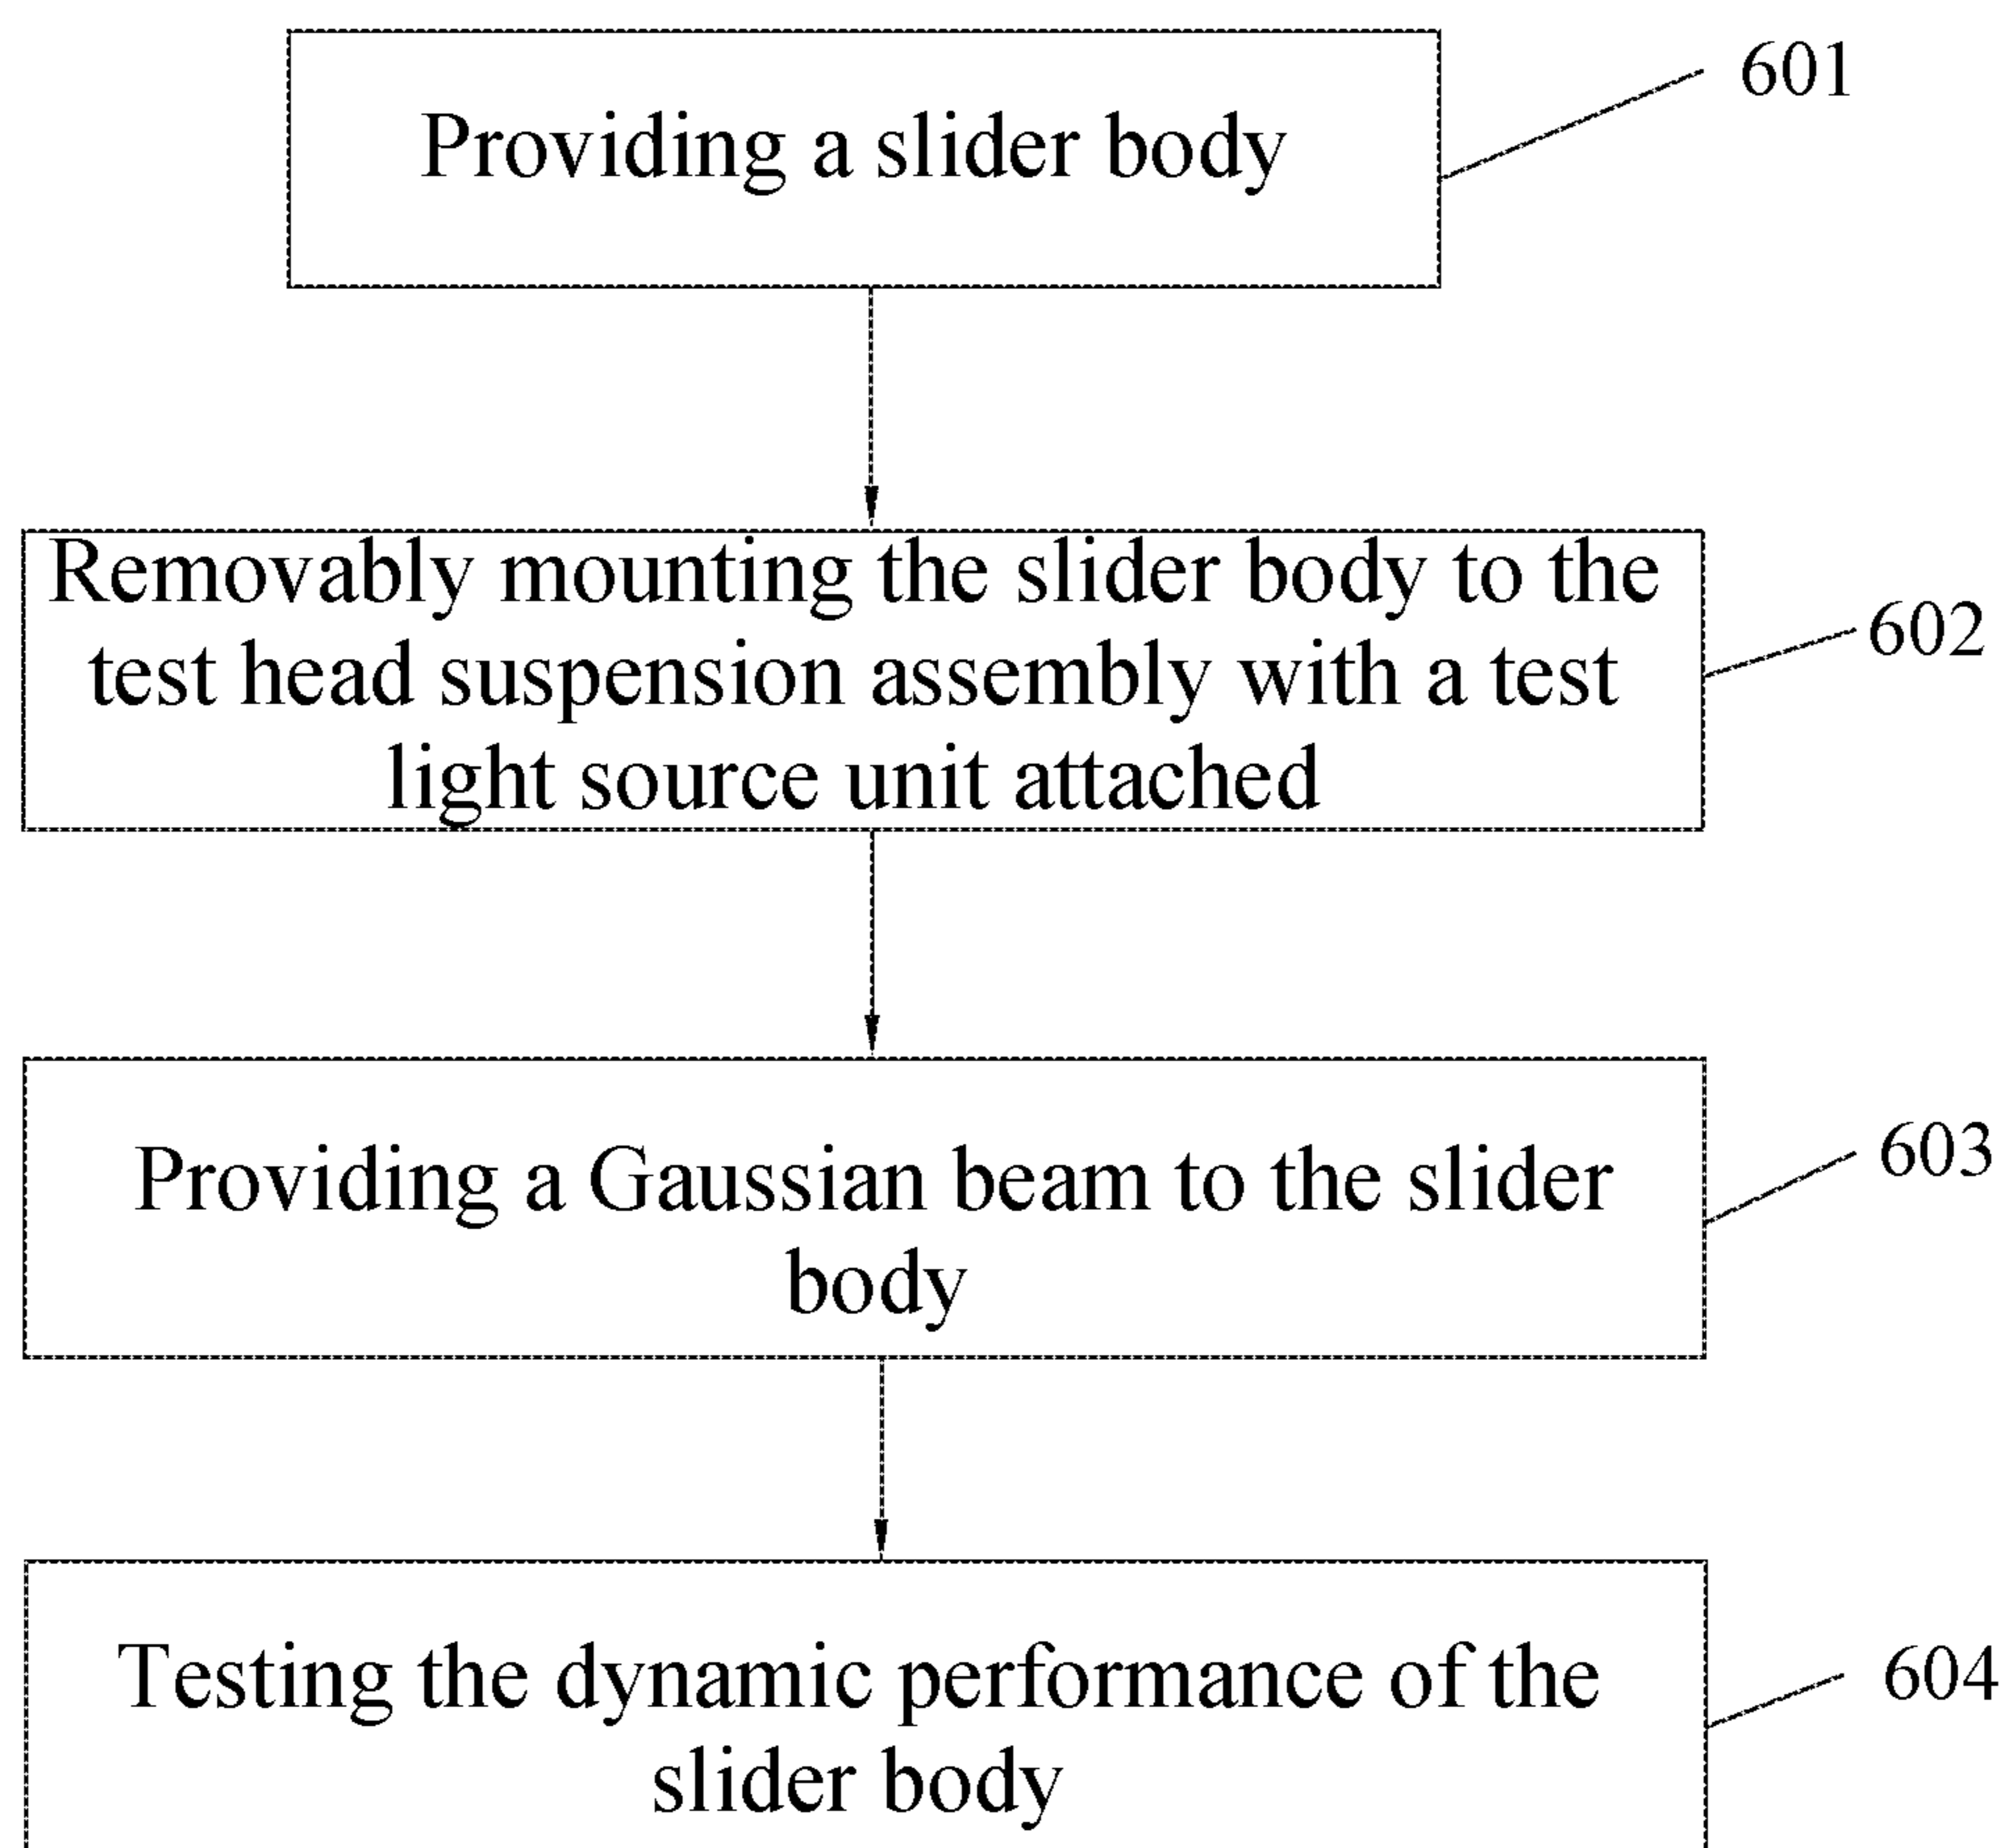 Providing a slider body
601
Removably mounting the slider body to the
test head suspension assembly with a test
light source unit attached
602
Providing a Gaussian beam to the slider
body
603
Testing the dynamic performance of the
slider body
604